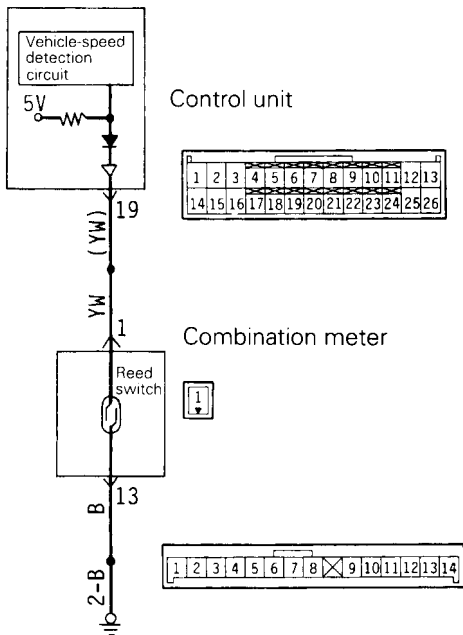 Vehicle-speed
detection
circuit
5V
Control unit
1 2 3 4 5 6 7 8 9 10 11 12 13
14 15 16 17 18 19 20 21 22 23 24 25 26
19
(YW)
YW
1
Combination meter
Reed
switch
1
13
B
2-B
1 2 3 4 5 6 7 8 9 10 11 12 13 14